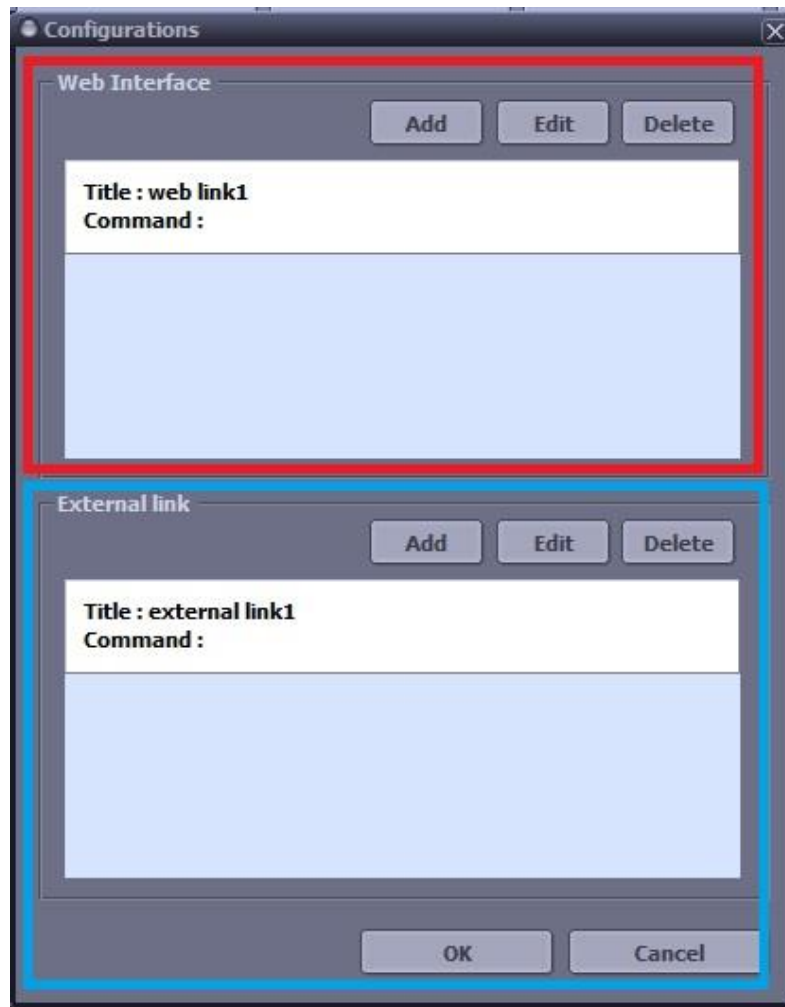 Configurations
Web Interface
Add Edit Delete
Title : web link1
Command :
External link
Add Edit Delete
Title : external link1
Command :
OK Cancel